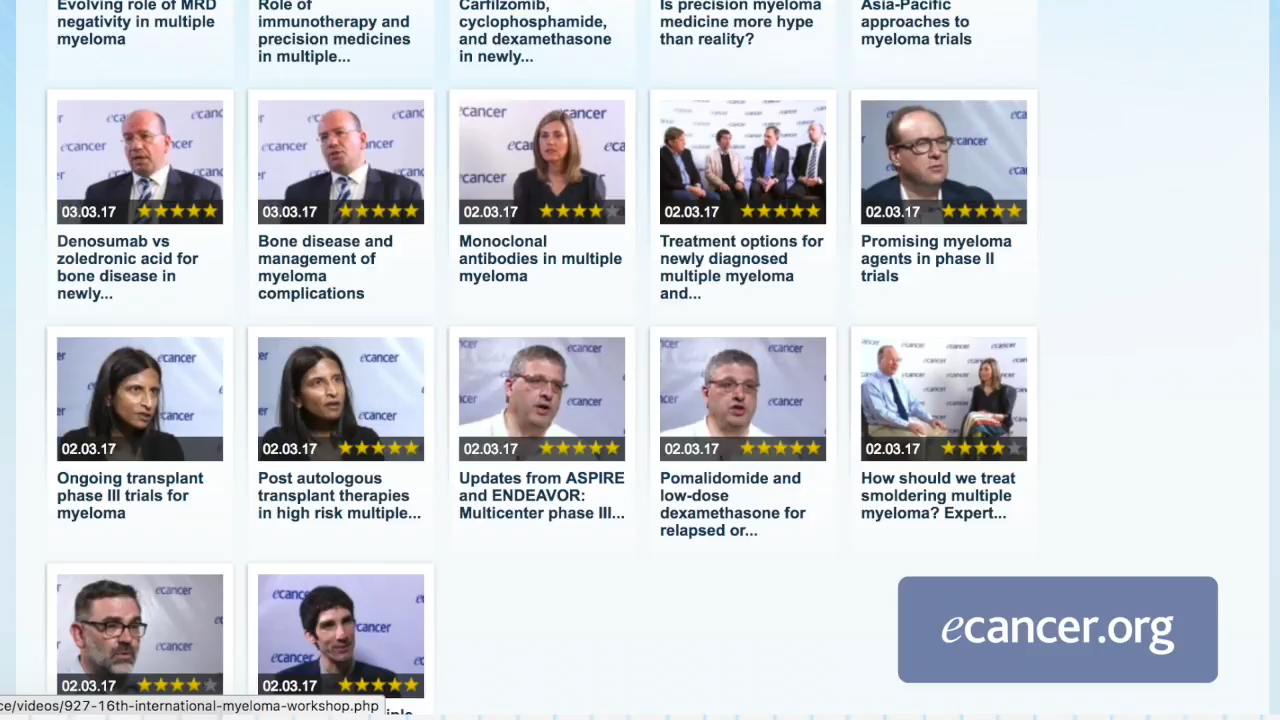 Evolving role of MRD
negativity in multiple
myeloma
Role of
immunotherapy and
precision medicines
in multiple...
Carfilzomib,
cyclophosphamide,
and dexamethasone
in newly...
Is precision myeloma
medicine more hype
than reality?
Asia-Pacific
approaches to
myeloma trials
03.03.17
Denosumab vs
zoledronic acid for
bone disease in
newly...
03.03.17
Bone disease and
management of
myeloma
complications
02.03.17
Monoclonal
antibodies in multiple
myeloma
02.03.17
Treatment options for
newly diagnosed
multiple myeloma
and...
02.03.17
Promising myeloma
agents in phase II
trials
ecancer
02.03.17
Ongoing transplant
phase III trials for
myeloma
ecancer
02.03.17
Post autologous
transplant therapies
in high risk multiple...
02.03.17
Updates from ASPIRE
and ENDEAVOR:
Multicenter phase III...
02.03.17
Pomalidomide and
low-dose
dexamethasone for
relapsed or...
02.03.17
How should we treat
smoldering multiple
myeloma? Expert...
ecancer
02.03.17
ecancer
02.03.17
ecancer.org
ce/videos/927-16th-international-myeloma-workshop.php